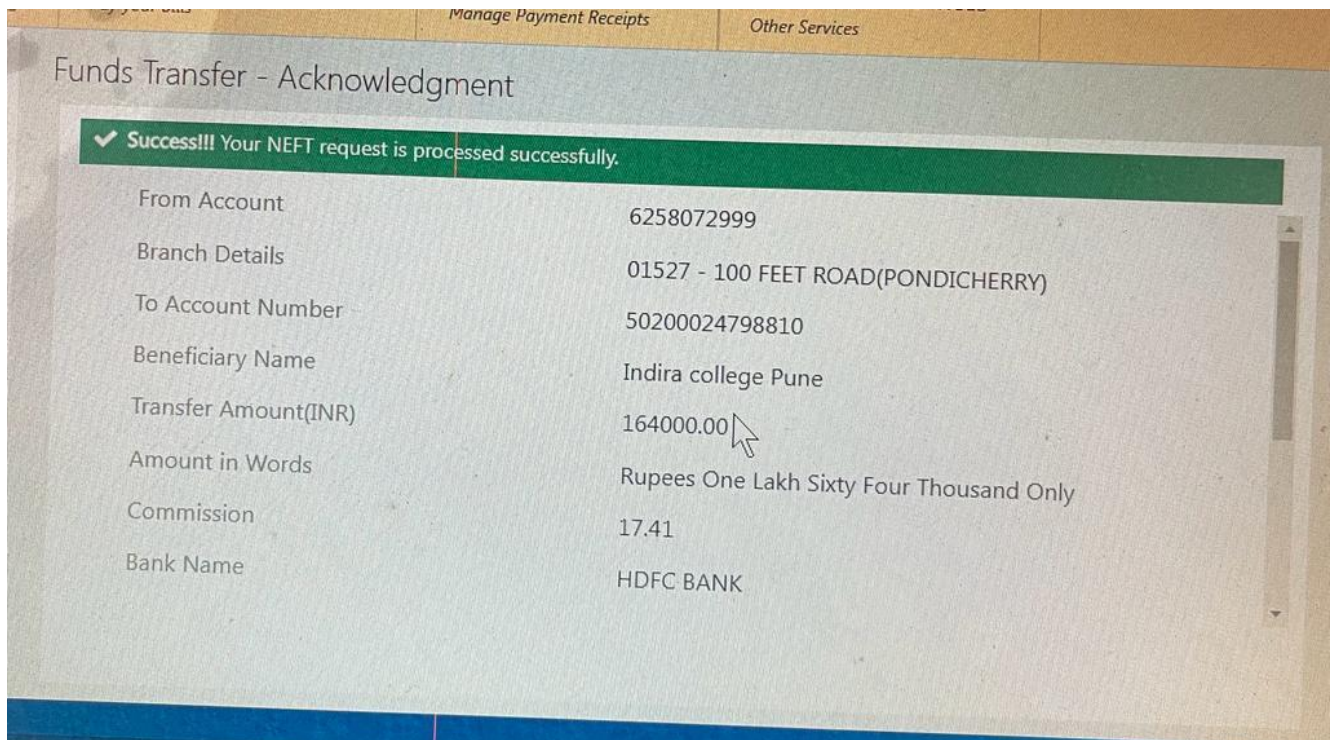 Manage Payment Receipts
Other Services
Funds Transfer - Acknowledgment
Success!!! Your NEFT request is processed successfully.
From Account 6258072999
Branch Details 01527 - 100 FEET ROAD(PONDICHERRY)
To Account Number 50200024798810
Beneficiary Name Indira college Pune
Transfer Amount(INR) 164000.00
Amount in Words Rupees One Lakh Sixty Four Thousand Only
Commission 17.41
Bank Name HDFC BANK